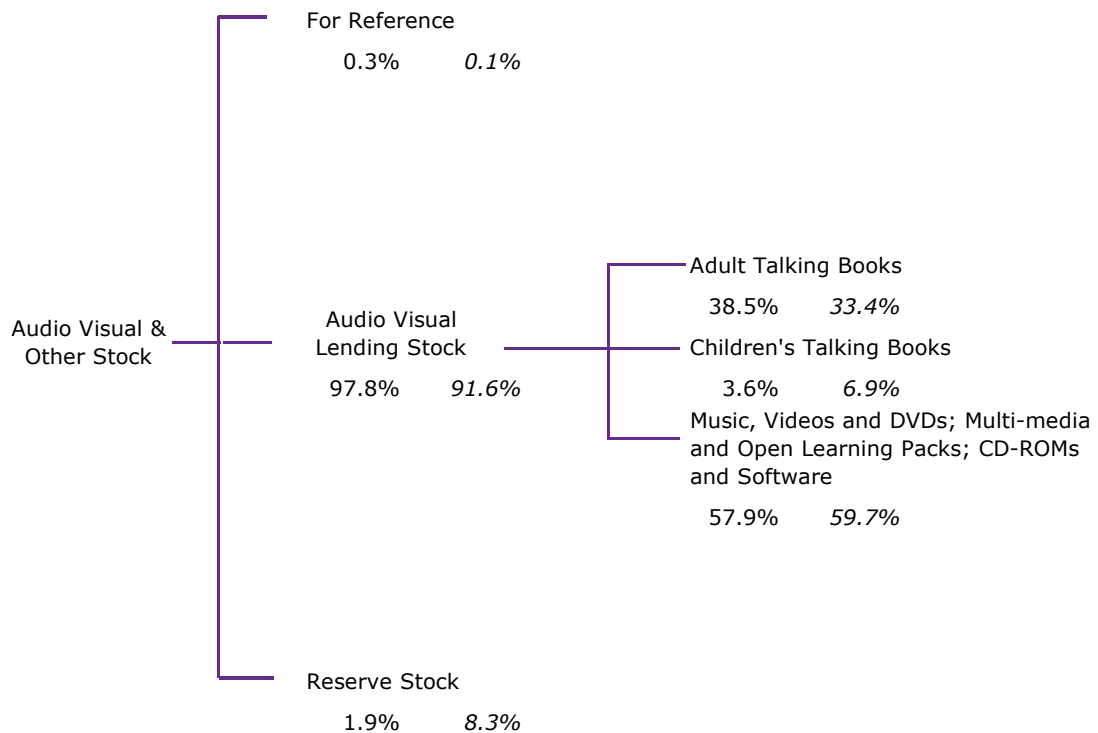 For Reference
0.3% 0.1%
Audio Visual &
Other Stock
Audio Visual
Lending Stock
97.8% 91.6%
Adult Talking Books
38.5% 33.4%
Children's Talking Books
3.6% 6.9%
Music, Videos and DVDs; Multi-media
and Open Learning Packs; CD-ROMs
and Software
57.9% 59.7%
Reserve Stock
1.9% 8.3%